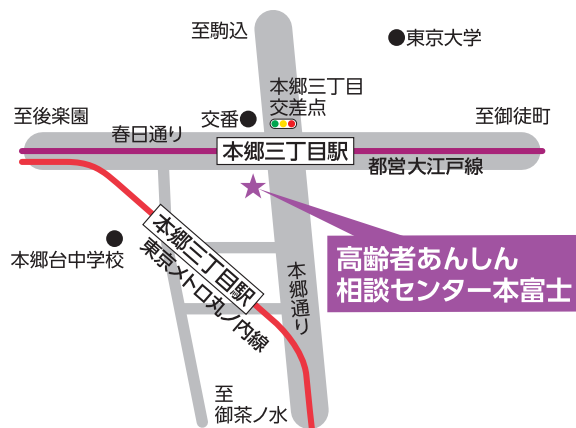 至駒込
東京大学
本郷三丁目
交差点
至後楽園
交番
至御徒町
春日通り
本郷三丁目駅
都営大江戸線
高齢者あんしん
相談センター本富士
本郷三丁目駅
東京メトロ丸ノ内線
本郷台中学校
本郷通り
至
御茶ノ水